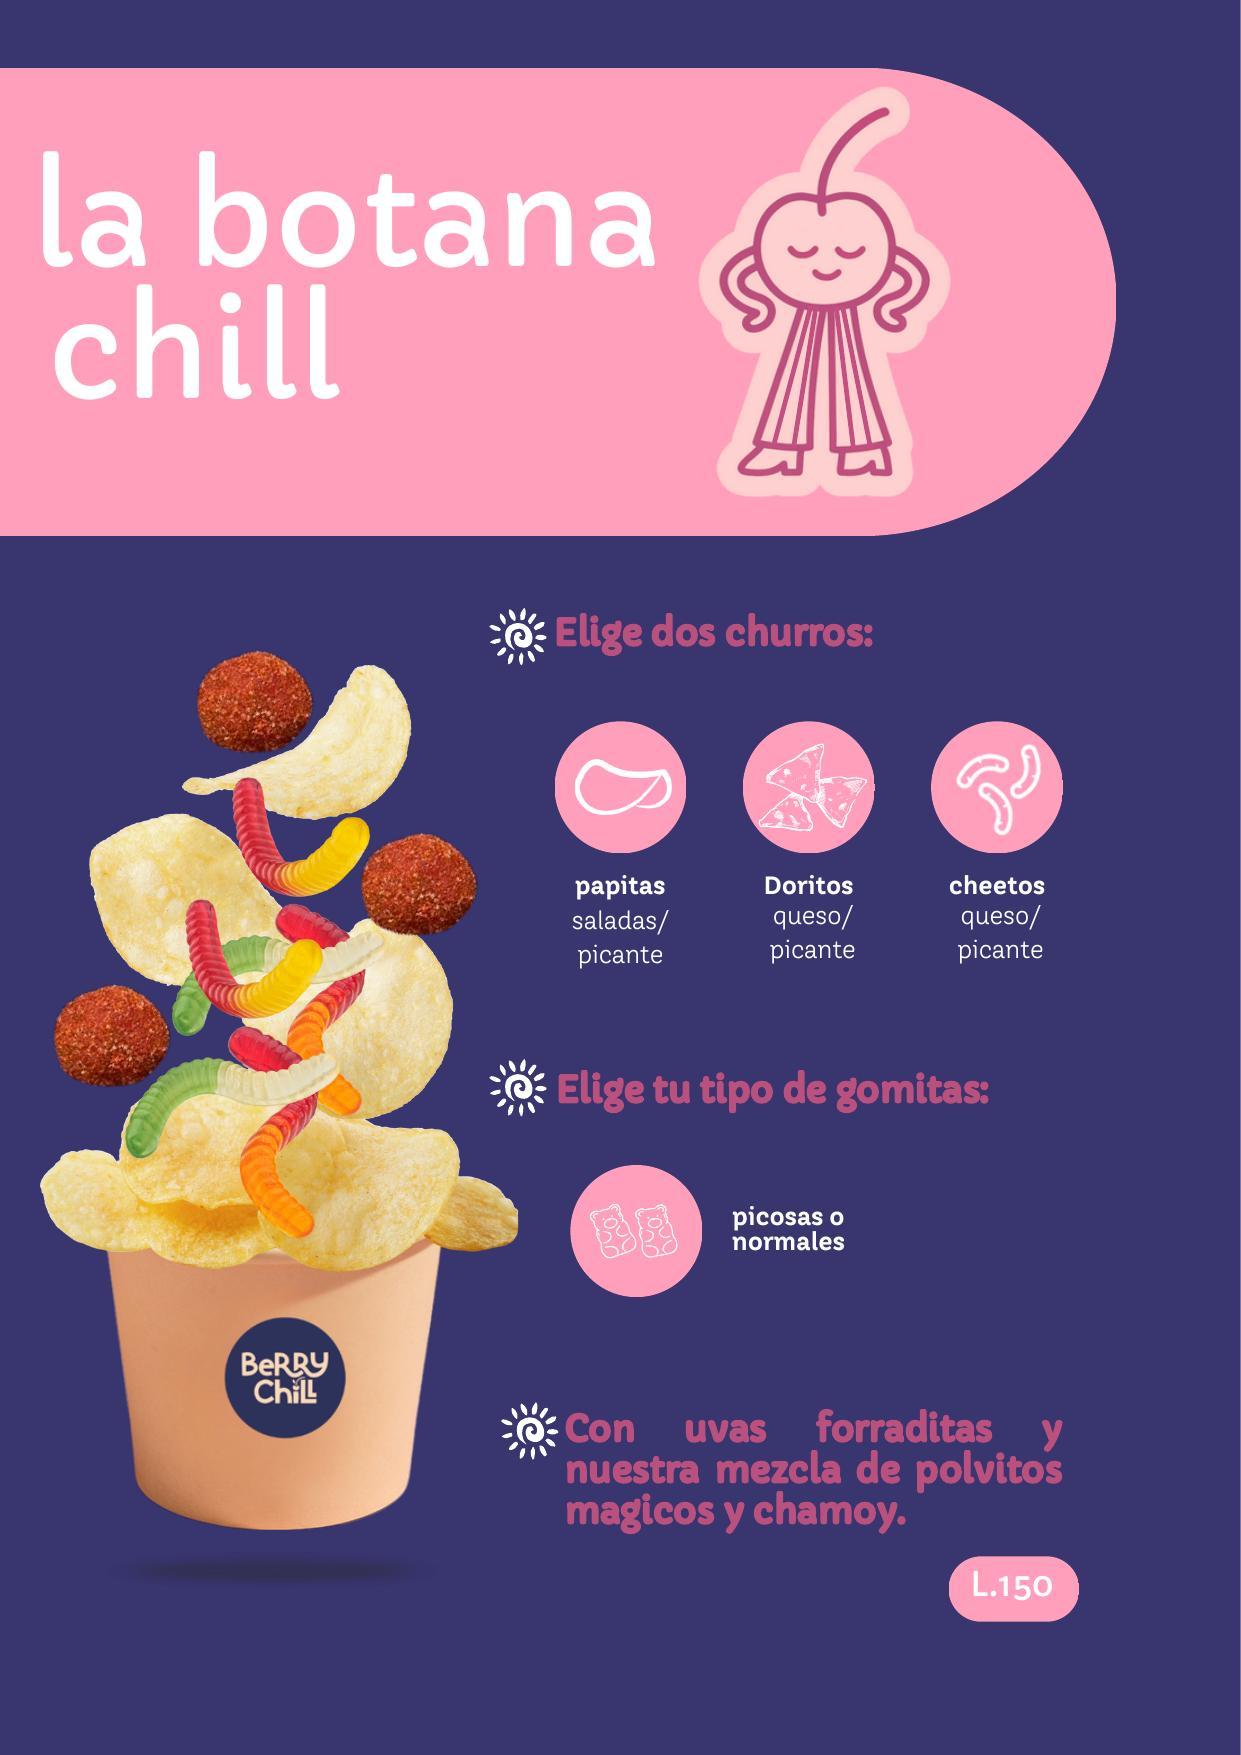 la botana
chill
Elige dos churros:
papitas
saladas/
picante
Doritos
queso/
picante
cheetos
queso/
picante
Elige tu tipo de gomitas:
picosas o
normales
BeRRY
ChiLL
Con uvas forraditas y
nuestra mezcla de polvitos
magicos y chamoy.
L.150